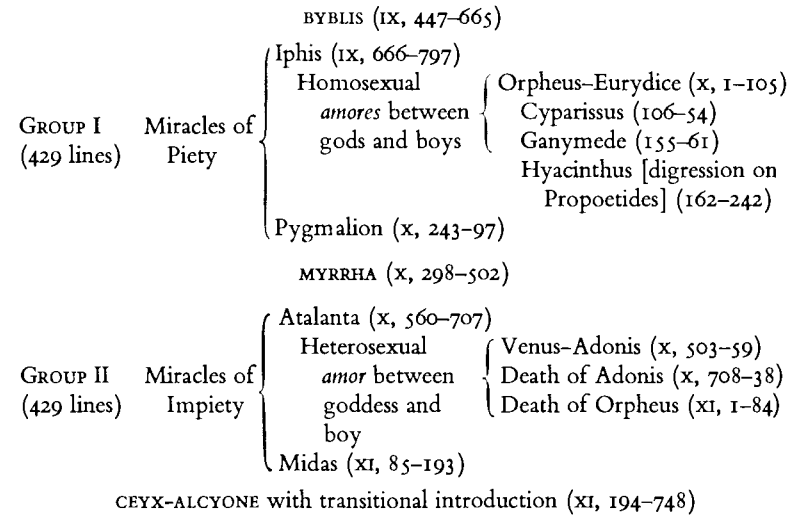 BYBLIS (IX, 447–665)
Iphis (IX, 666–797)
Homosexual
amores between
gods and boys
Orpheus–Eurydice (X, 1–105)
Cyparissus (106–54)
Ganymede (155–61)
Hyacinthus [digression on
Propoetides] (162–242)
GROUP I
(429 lines)
Miracles of
Piety
Pygmalion (X, 243–97)
MYRRHA (X, 298–502)
Atalanta (X, 560–707)
Heterosexual
amor between
goddess and
boy
Venus–Adonis (X, 503–59)
Death of Adonis (X, 708–38)
Death of Orpheus (XI, 1–84)
GROUP II
(429 lines)
Miracles of
Impiety
Midas (XI, 85–193)
CEYX-ALCYONE with transitional introduction (XI, 194–748)